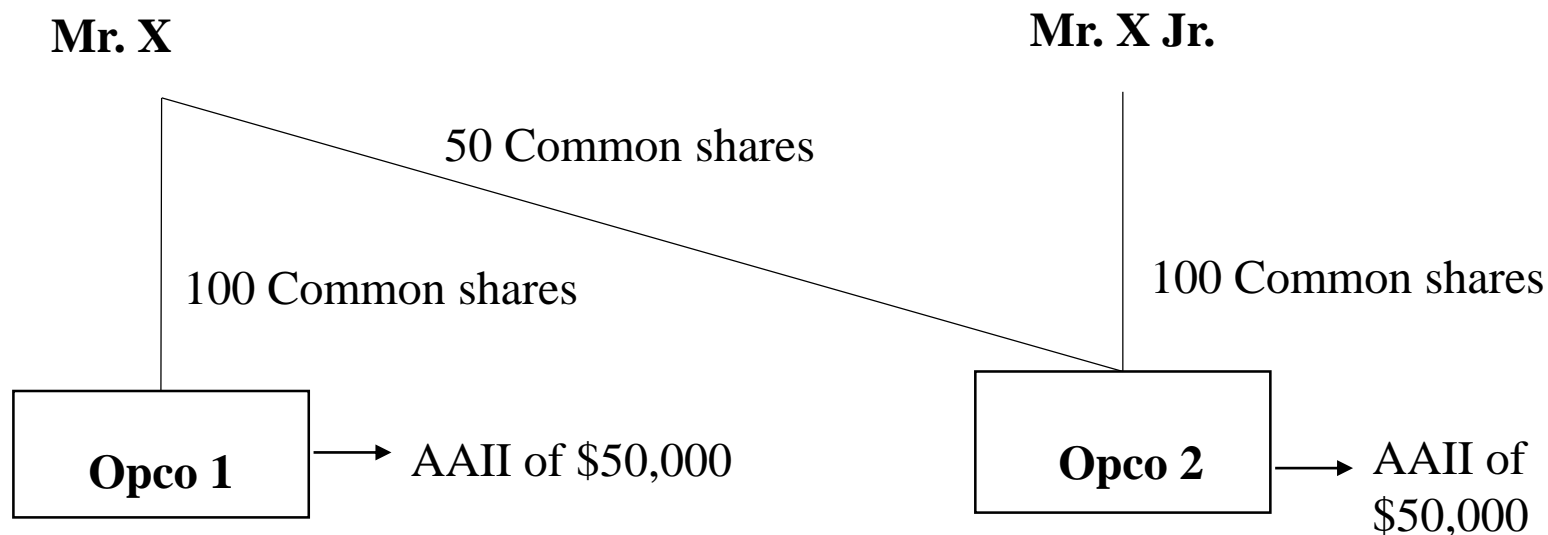 Mr. X
Mr. X Jr.
50 Common shares
100 Common shares
100 Common shares
Opco 1
AAII of $50,000
Opco 2
AAII of
$50,000